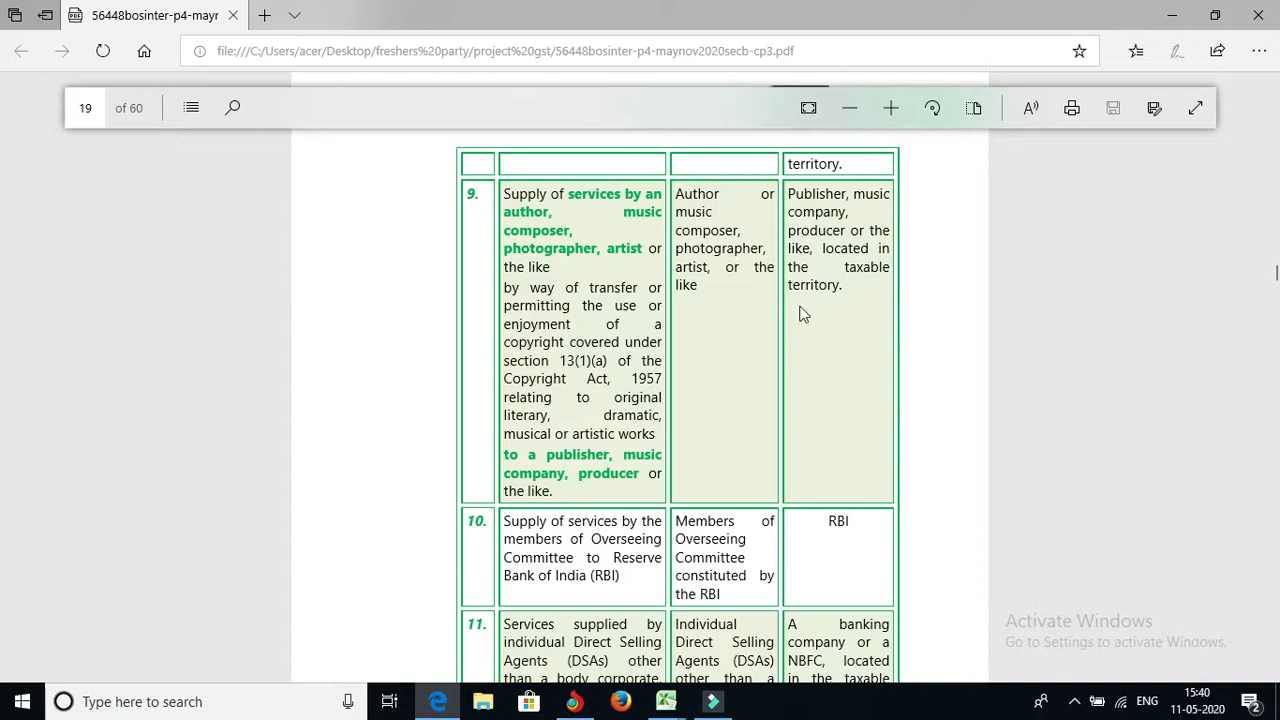 56448bosinter-p4-mayn
file:///C:/Users/acer/Desktop/freshers%20party/project%20gst/56448bosinter-p4-maynov2020secb-cp3.pdf
19 of 60
territory.
9.
Supply of services by an
author, music
composer,
photographer, artist or
the like
by way of transfer or
permitting the use or
enjoyment of a
copyright covered under
section 13(1)(a) of the
Copyright Act, 1957
relating to original
literary, dramatic,
musical or artistic works
to a publisher, music
company, producer or
the like.
Author or
music
composer,
photographer,
artist, or the
like
Publisher, music
company,
producer or the
like, located in
the taxable
territory.
10.
Supply of services by the
members of Overseeing
Committee to Reserve
Bank of India (RBI)
Members of
Overseeing
Committee
constituted by
the RBI
RBI
11.
Services supplied by
individual Direct Selling
Agents (DSAs) other
than a body corporate,
Individual
Direct Selling
Agents (DSAs)
other than a
A banking
company or a
NBFC, located
in the taxable
Activate Windows
Go to Settings to activate Windows.
Type here to search
ENG
15:40
11-05-2020
2